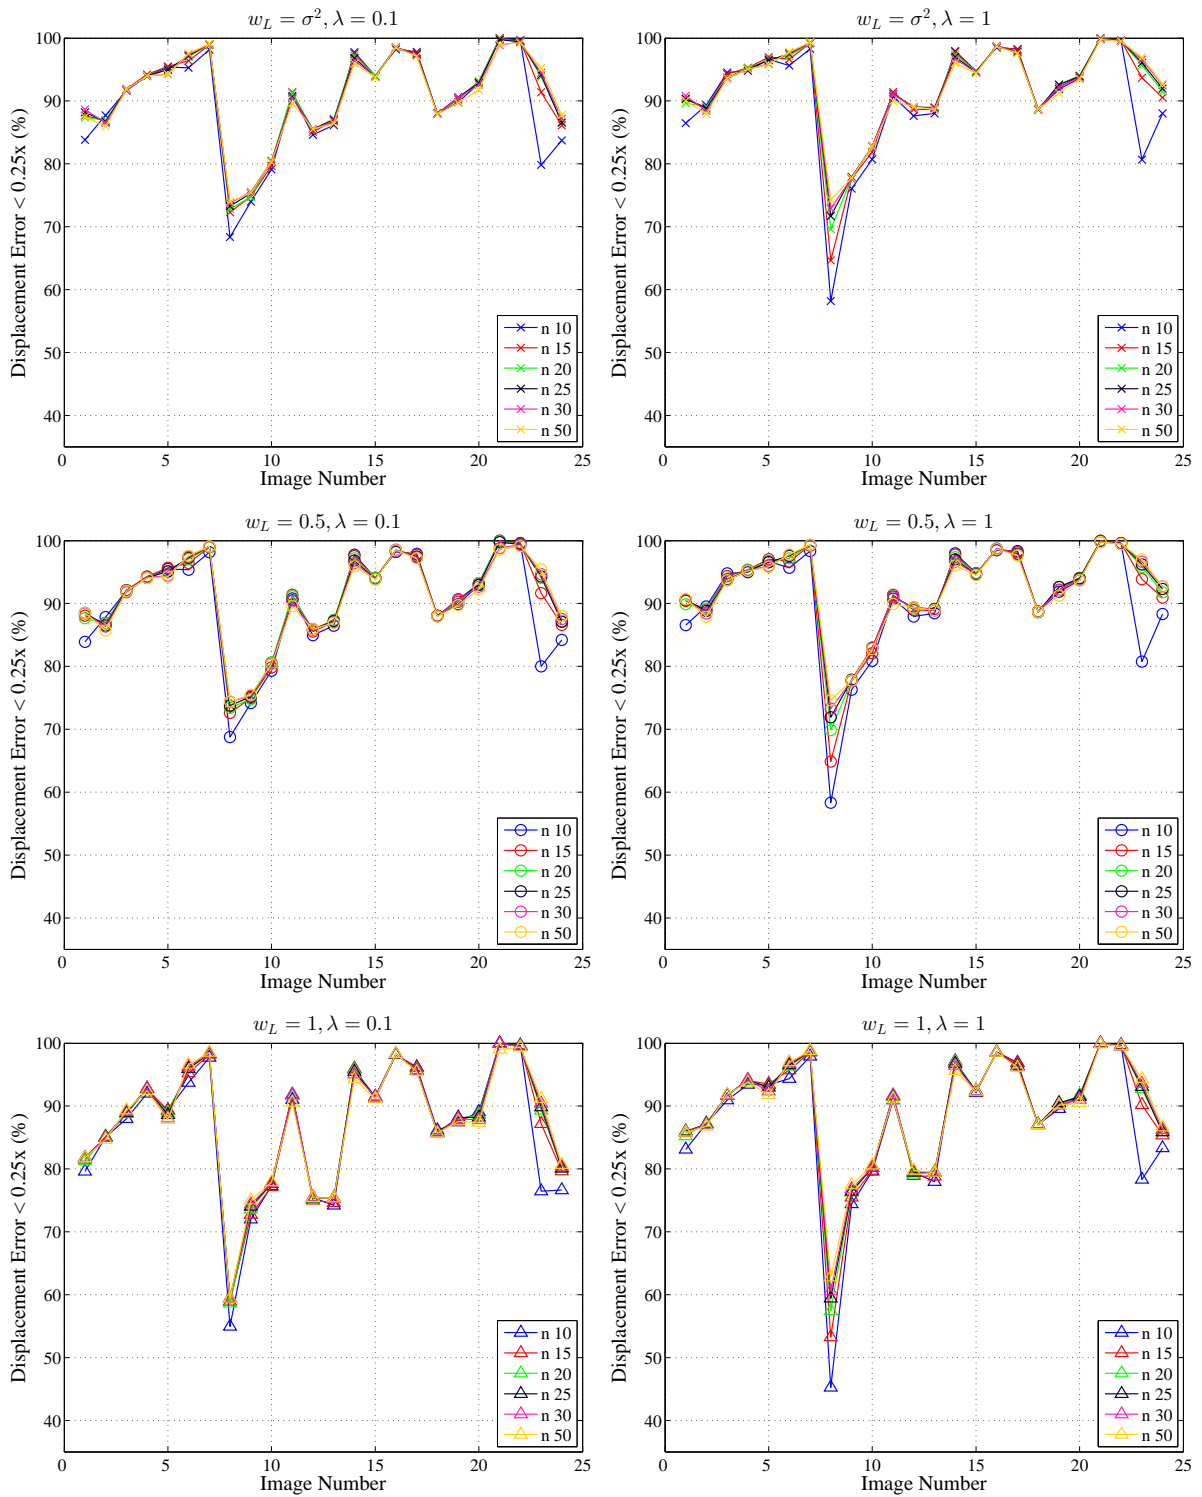 w_L = σ², λ = 0.1
Displacement Error < 0.25x (%)
100
90
80
70
60
50
40
0 5 10 15 20 25
Image Number
n 10
n 15
n 20
n 25
n 30
n 50
w_L = σ², λ = 1
Displacement Error < 0.25x (%)
100
90
80
70
60
50
40
0 5 10 15 20 25
Image Number
n 10
n 15
n 20
n 25
n 30
n 50
w_L = 0.5, λ = 0.1
Displacement Error < 0.25x (%)
100
90
80
70
60
50
40
0 5 10 15 20 25
Image Number
n 10
n 15
n 20
n 25
n 30
n 50
w_L = 0.5, λ = 1
Displacement Error < 0.25x (%)
100
90
80
70
60
50
40
0 5 10 15 20 25
Image Number
n 10
n 15
n 20
n 25
n 30
n 50
w_L = 1, λ = 0.1
Displacement Error < 0.25x (%)
100
90
80
70
60
50
40
0 5 10 15 20 25
Image Number
n 10
n 15
n 20
n 25
n 30
n 50
w_L = 1, λ = 1
Displacement Error < 0.25x (%)
100
90
80
70
60
50
40
0 5 10 15 20 25
Image Number
n 10
n 15
n 20
n 25
n 30
n 50